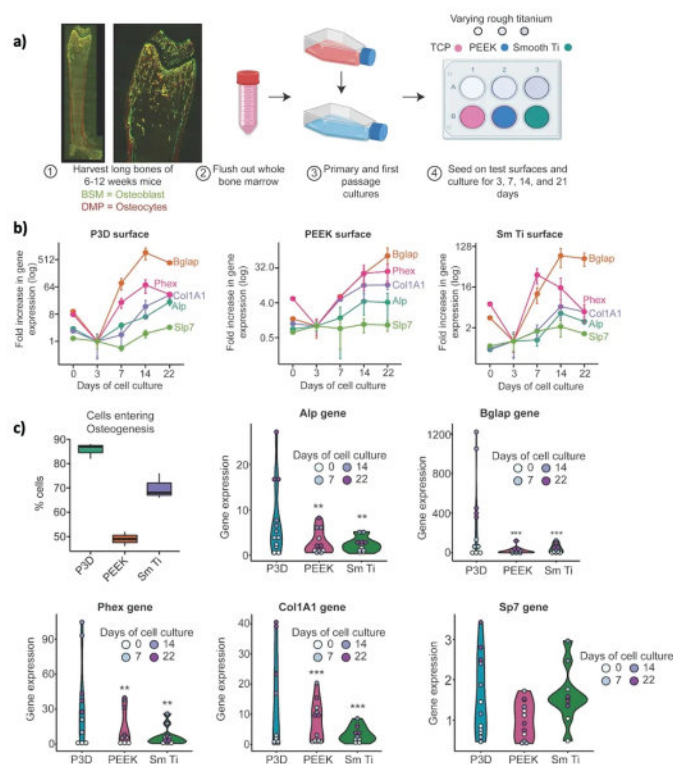 a)
Varying rough titanium
TCP PEEK Smooth Ti
1 2 3
A
B
1 Harvest long bones of
6-12 weeks mice
BSM = Osteoblast
DMP = Osteocytes
2 Flush out whole
bone marrow
3 Primary and first
passage
cultures
4 Seed on test surfaces and
culture for 3, 7, 14, and 21
days
b)
P3D surface
Fold increase in gene
expression (log)
512
64
8
1
Bglap
Phex
Col1A1
Alp
Slp7
0 3 7 14 22
Days of cell culture
PEEK surface
Fold increase in gene
expression (log)
32.0
4.0
0.5
Bglap
Phex
Col1A1
Alp
Slp7
0 3 7 14 22
Days of cell culture
Sm Ti surface
Fold increase in gene
expression (log)
128
16
2
Bglap
Phex
Col1A1
Alp
Slp7
0 3 7 14 22
Days of cell culture
c)
Cells entering
Osteogenesis
% cells
90
80
70
60
50
P3D PEEK Sm Ti
Alp gene
Gene expression
20
10
0
Days of cell culture
0 14
7 22
** **
P3D PEEK Sm Ti
Bglap gene
Gene expression
1200
800
400
0
Days of cell culture
0 14
7 22
*** ***
P3D PEEK Sm Ti
Phex gene
Gene expression
90
60
30
0
Days of cell culture
0 14
7 22
** **
P3D PEEK Sm Ti
Col1A1 gene
Gene expression
40
30
20
10
0
Days of cell culture
0 14
7 22
*** ***
P3D PEEK Sm Ti
Sp7 gene
Gene expression
3
2
1
Days of cell culture
0 14
7 22
P3D PEEK Sm Ti